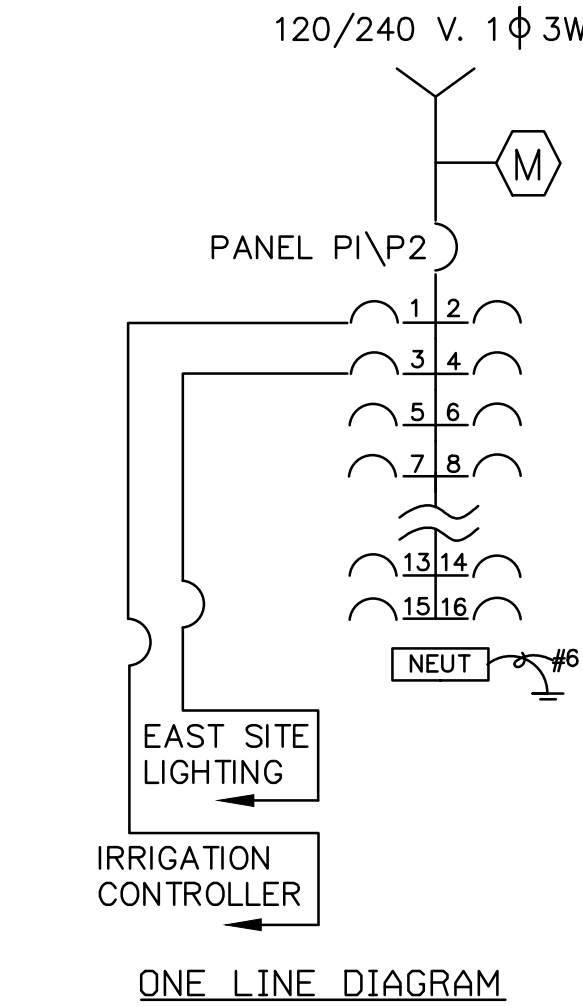 120/240 V. 1ϕ 3W
M
PANEL P1\P2
1 2
3 4
5 6
7 8
13 14
15 16
NEUT #6
EAST SITE
LIGHTING
IRRIGATION
CONTROLLER
ONE LINE DIAGRAM